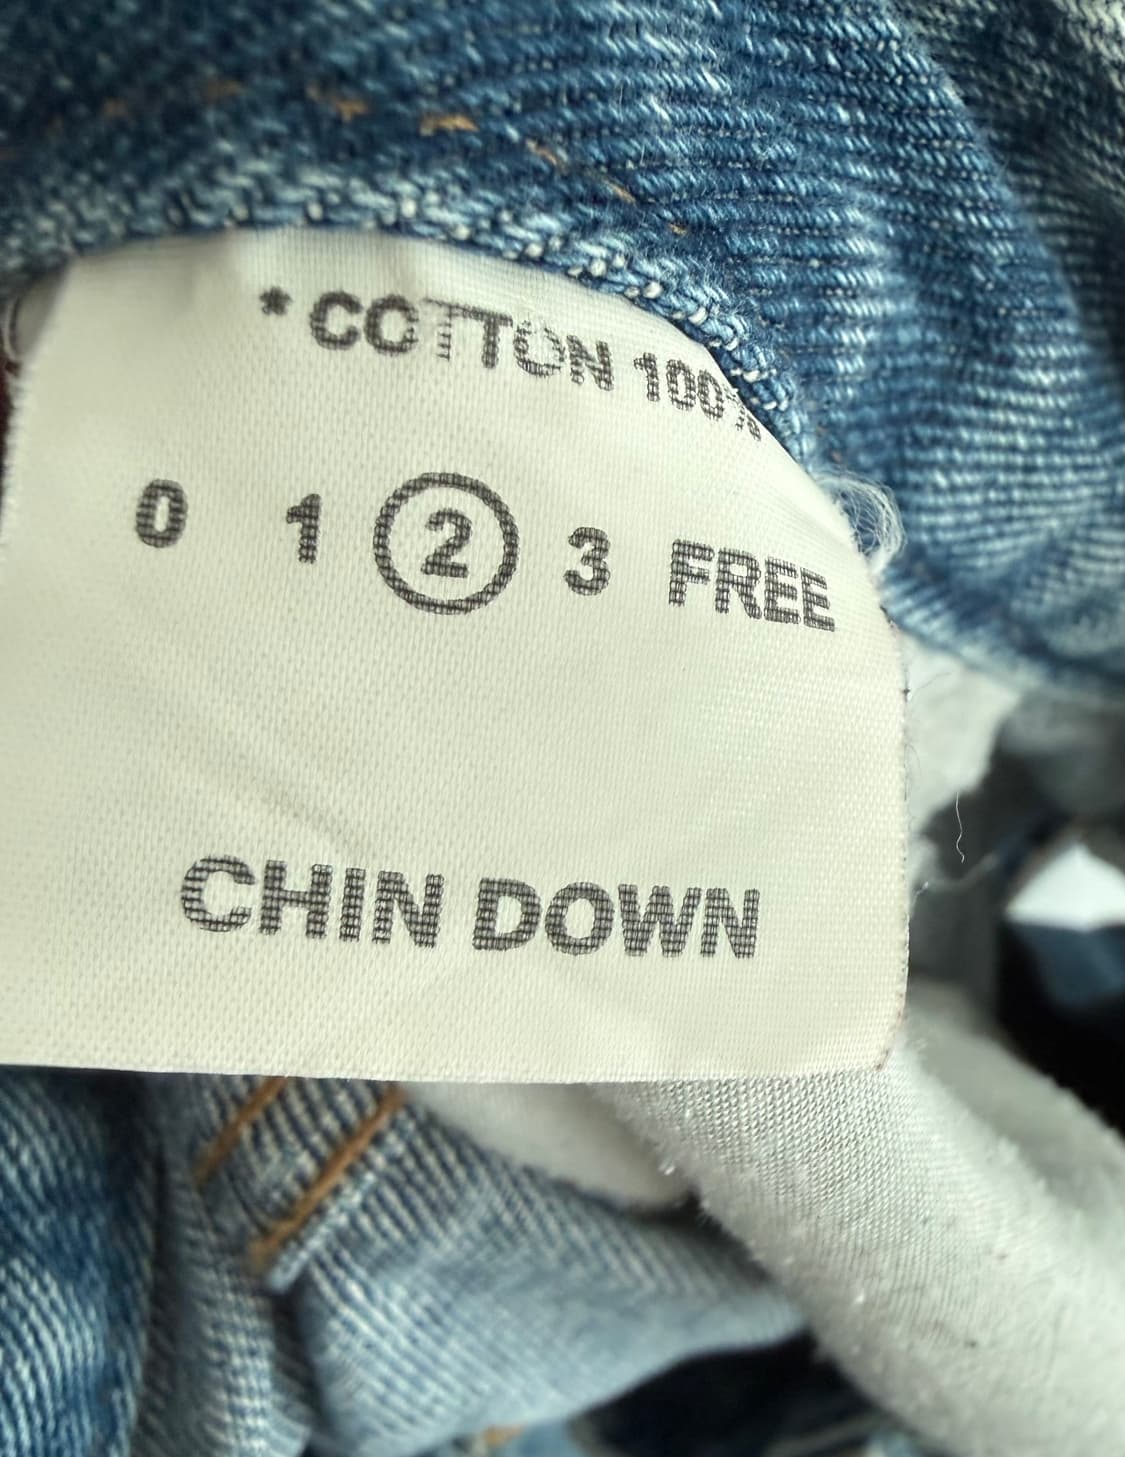 * COTTON 100%
0 1 2 3 FREE
CHIN DOWN